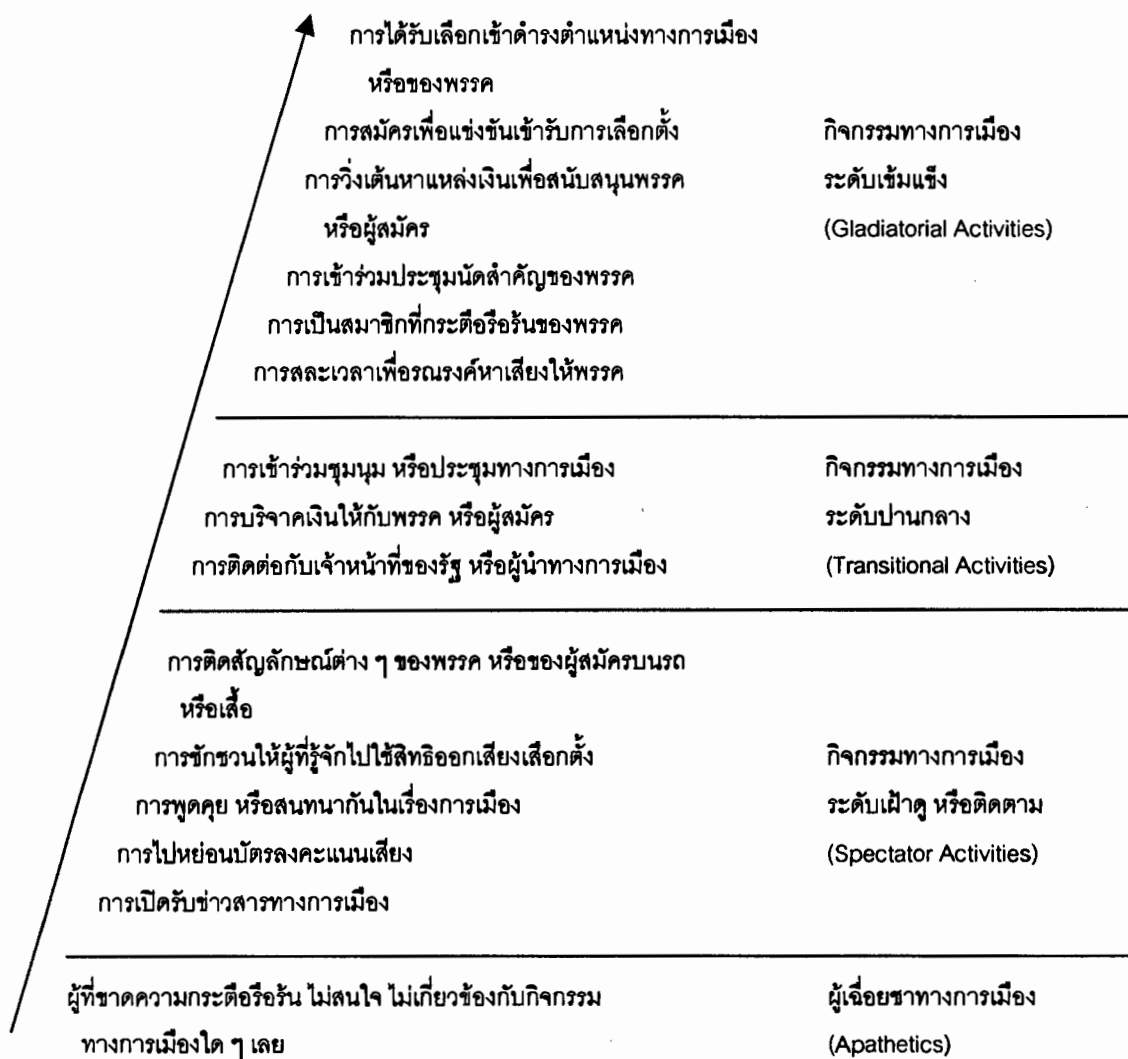 การได้รับเลือกเข้าดำรงตำแหน่งทางการเมือง
หรือของพรรค
การสมัครเพื่อแข่งขันเข้ารับการเลือกตั้ง
การวิ่งเต้นหาแหล่งเงินเพื่อสนับสนุนพรรค
หรือผู้สมัคร
การเข้าร่วมประชุมนัดสำคัญของพรรค
การเป็นสมาชิกที่กระตือรือร้นของพรรค
การสละเวลาเพื่อรณรงค์หาเสียงให้พรรค
กิจกรรมทางการเมือง
ระดับเข้มแข็ง
(Gladiatorial Activities)
การเข้าร่วมชุมนุม หรือประชุมทางการเมือง
การบริจาคเงินให้กับพรรค หรือผู้สมัคร
การติดต่อกับเจ้าหน้าที่ของรัฐ หรือผู้นำทางการเมือง
กิจกรรมทางการเมือง
ระดับปานกลาง
(Transitional Activities)
การติดสัญลักษณ์ต่าง ๆ ของพรรค หรือของผู้สมัครบนรถ
หรือเสื้อ
การชักชวนให้ผู้ที่รู้จักไปใช้สิทธิออกเสียงเลือกตั้ง
การพูดคุย หรือสนทนากันในเรื่องการเมือง
การไปหย่อนบัตรลงคะแนนเสียง
การเปิดรับข่าวสารทางการเมือง
กิจกรรมทางการเมือง
ระดับเฝ้าดู หรือติดตาม
(Spectator Activities)
ผู้ที่ขาดความกระตือรือร้น ไม่สนใจ ไม่เกี่ยวข้องกับกิจกรรม
ทางการเมืองใด ๆ เลย
ผู้เฉื่อยชาทางการเมือง
(Apathetics)